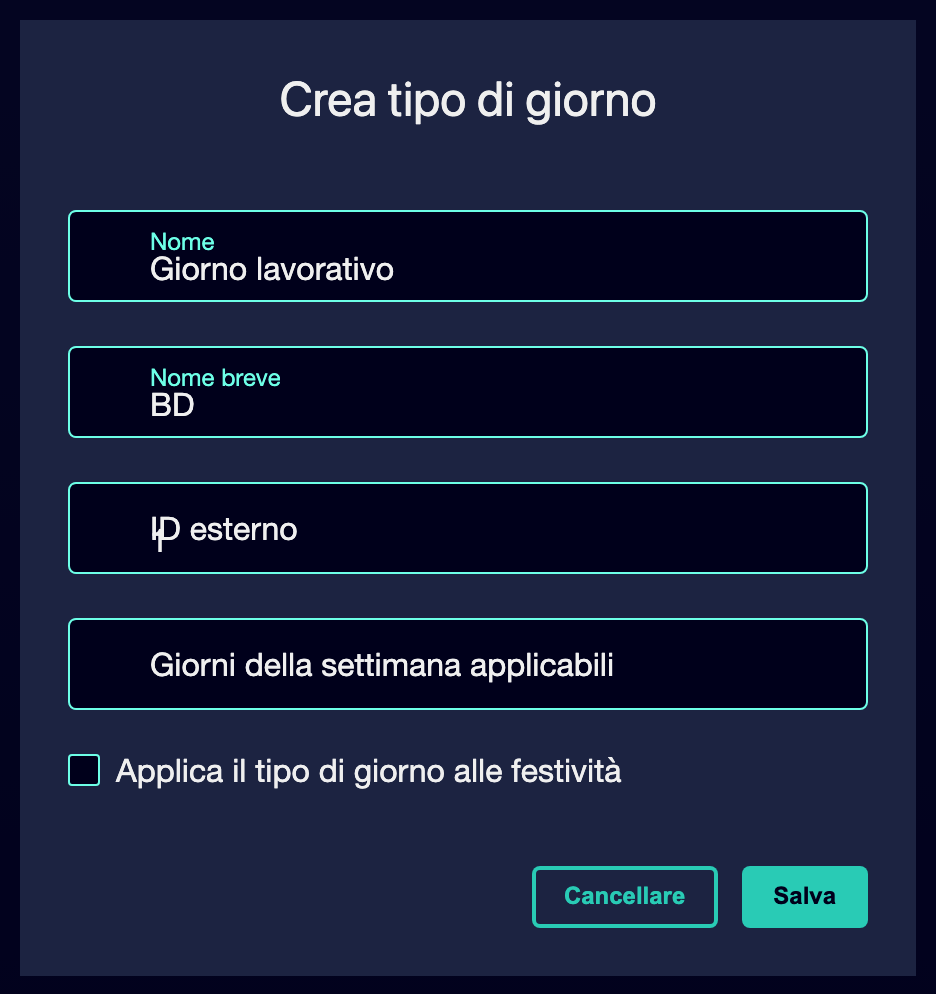 Crea tipo di giorno
Nome
Giorno lavorativo
Nome breve
BD
ID esterno
Giorni della settimana applicabili
Applica il tipo di giorno alle festività
Cancellare
Salva